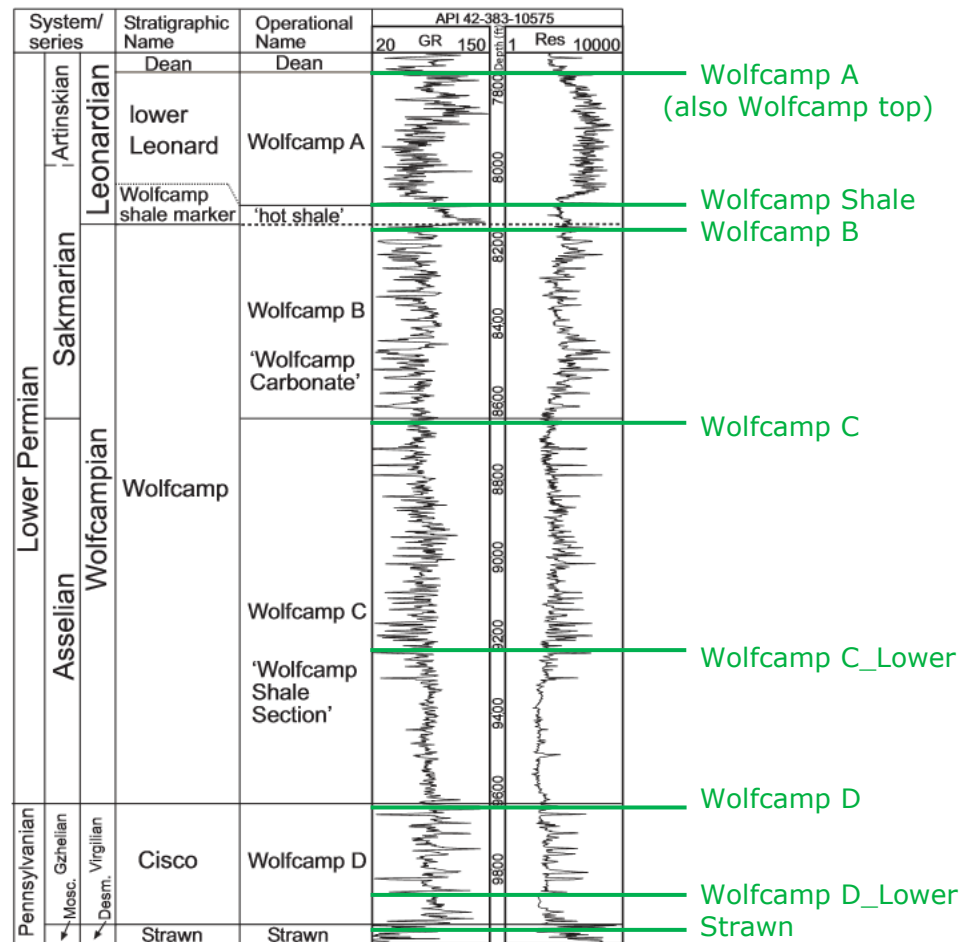 System/
series
Stratigraphic
Name
Operational
Name
API 42-383-10575
20 GR 150
Depth (ft)
1 Res 10000
Lower Permian
Pennsylvanian
Artinskian
Sakmarian
Asselian
Gzhelian
Mosc.
Leonardian
Wolfcampian
Virgilian
Desm.
Dean
lower
Leonard
Wolfcamp
shale marker
Wolfcamp
Cisco
Strawn
Dean
Wolfcamp A
'hot shale'
Wolfcamp B
'Wolfcamp
Carbonate'
Wolfcamp C
'Wolfcamp
Shale
Section'
Wolfcamp D
Strawn
7800
8000
8200
8400
8600
8800
9000
9200
9400
9600
9800
Wolfcamp A
(also Wolfcamp top)
Wolfcamp Shale
Wolfcamp B
Wolfcamp C
Wolfcamp C_Lower
Wolfcamp D
Wolfcamp D_Lower
Strawn